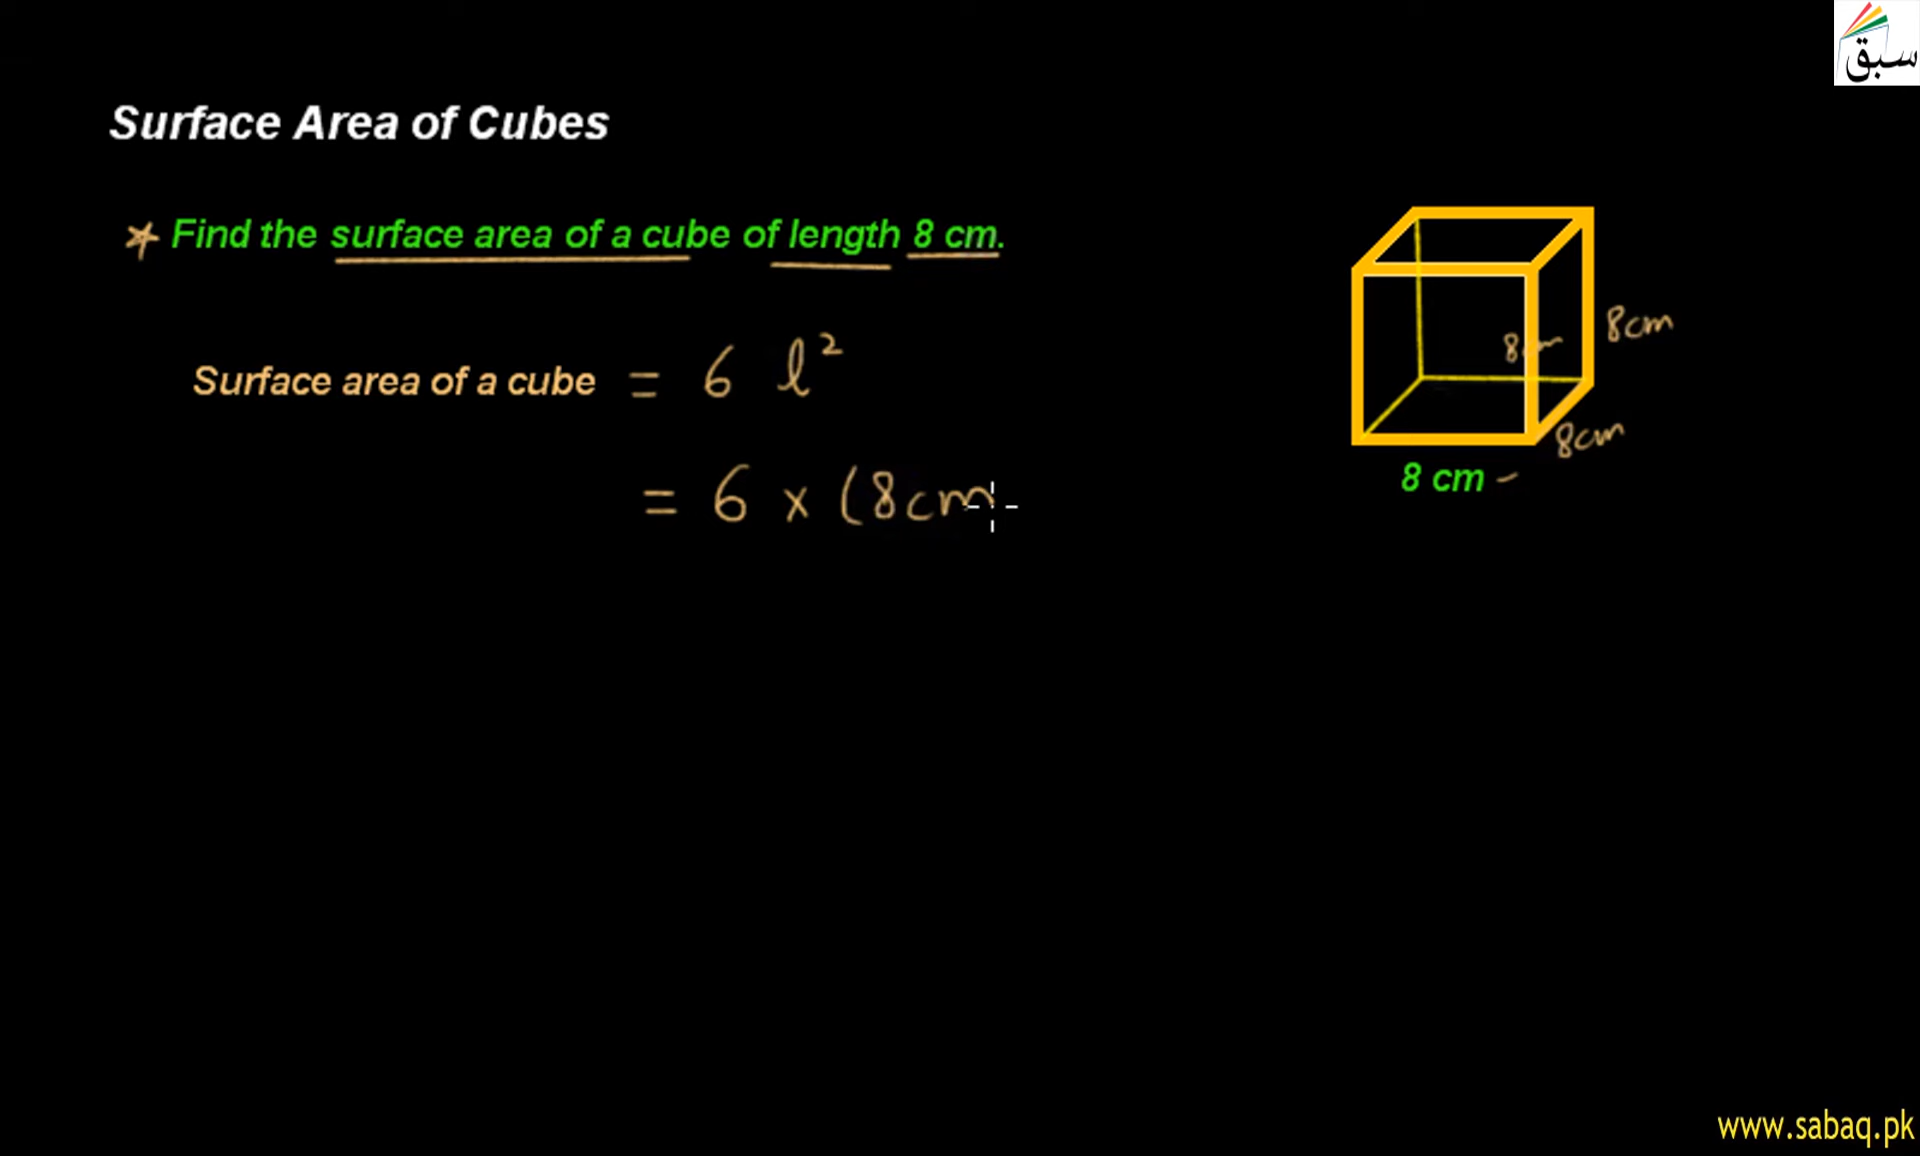 سبق
Surface Area of Cubes
* Find the surface area of a cube of length 8 cm.
Surface area of a cube = 6 l²
= 6 x (8cm
8cm
8cm
8cm
8 cm -
www.sabaq.pk